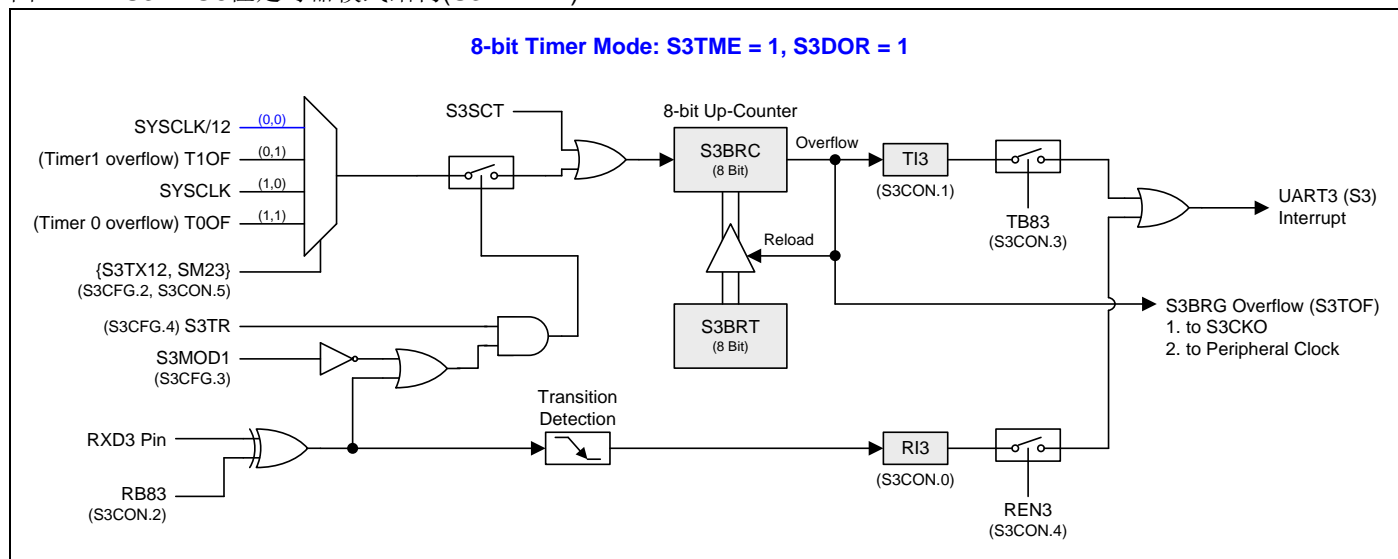 8-bit Timer Mode: S3TME = 1, S3DOR = 1
SYSCLK/12
(0,0)
(Timer1 overflow) T1OF
(0,1)
SYSCLK
(1,0)
(Timer 0 overflow) T0OF
(1,1)
{S3TX12, SM23}
(S3CFG.2, S3CON.5)
(S3CFG.4) S3TR
S3MOD1
(S3CFG.3)
RXD3 Pin
RB83
(S3CON.2)
S3SCT
8-bit Up-Counter
S3BRC
(8 Bit)
Overflow
Reload
S3BRT
(8 Bit)
Transition
Detection
TI3
(S3CON.1)
TB83
(S3CON.3)
UART3 (S3)
Interrupt
S3BRG Overflow (S3TOF)
1. to S3CKO
2. to Peripheral Clock
RI3
(S3CON.0)
REN3
(S3CON.4)